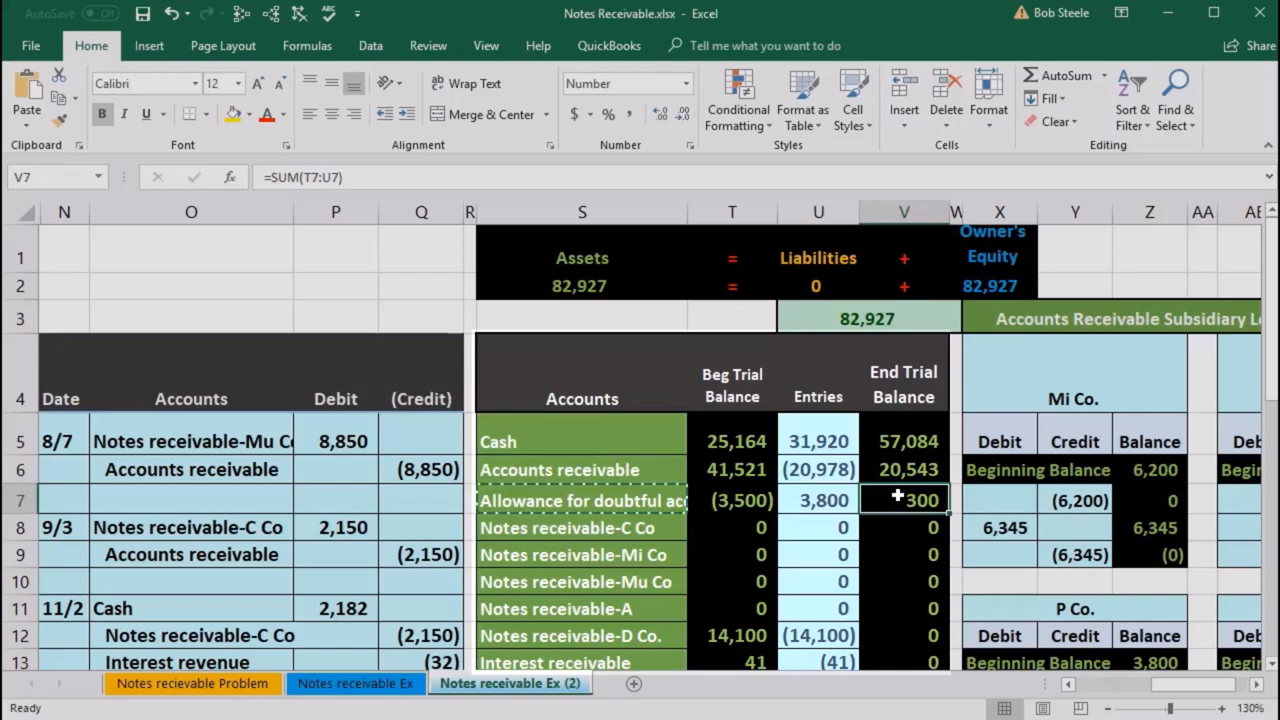 AutoSave Off
Notes Receivable.xlsx - Excel
Bob Steele
File Home Insert Page Layout Formulas Data Review View Help QuickBooks Tell me what you want to do Share
Paste
Calibri 12
Wrap Text
Number
Conditional Formatting
Format as Table
Cell Styles
Insert Delete Format
AutoSum
Fill
Clear
Sort & Filter
Find & Select
B I U A A
Merge & Center
$ % ,
Clipboard Font Alignment Number Styles Cells Editing
V7 fx =SUM(T7:U7)
N O P Q R S T U V W X Y Z AA
1 Assets = Liabilities + Owner's Equity
2 82,927 = 0 + 82,927
3 82,927 Accounts Receivable Subsidiary
4 Date Accounts Debit (Credit) Accounts Beg Trial Balance Entries End Trial Balance Mi Co.
5 8/7 Notes receivable-Mu 8,850 Cash 25,164 31,920 57,084 Debit Credit Balance
6 Accounts receivable (8,850) Accounts receivable 41,521 (20,978) 20,543 Beginning Balance 6,200
7 Allowance for doubtful (3,500) 3,800 300 (6,200) 0
8 9/3 Notes receivable-C Co 2,150 Notes receivable-C Co 0 0 0 6,345 6,345
9 Accounts receivable (2,150) Notes receivable-Mi Co 0 0 0 (6,345) (0)
10 Notes receivable-Mu Co 0 0 0
11 11/2 Cash 2,182 Notes receivable-A 0 0 0 P Co.
12 Notes receivable-C Co (2,150) Notes receivable-D Co. 14,100 (14,100) 0 Debit Credit Balance
13 Interest revenue (32) Interest receivable 41 (41) 0 Beginning Balance 3,800
Notes recievable Problem Notes receivable Ex Notes receivable Ex (2)
Ready 130%